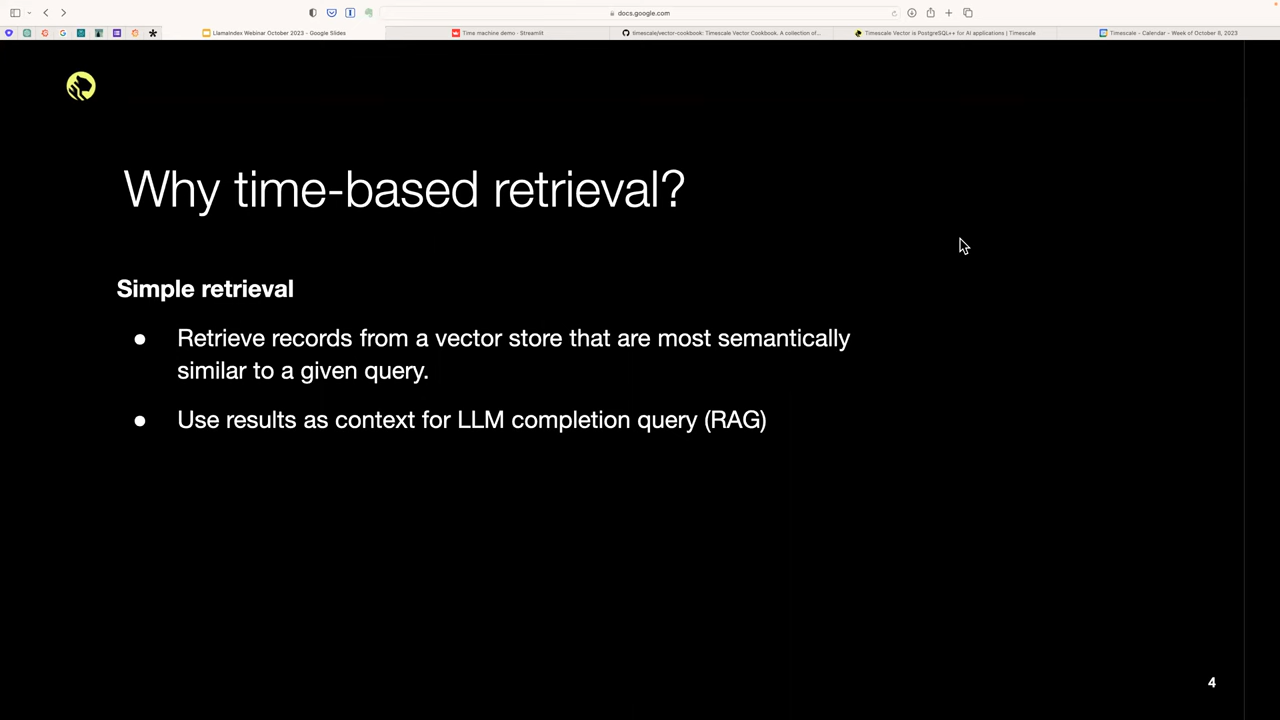 docs.google.com
Llamaindex Webinar October 2023 - Google Slides
Time machine demo · Streamlit
timescale/vector-cookbook: Timescale Vector Cookbook. A collection of...
Timescale Vector is PostgreSQL++ for AI applications | Timescale
Timescale - Calendar - Week of October 8, 2023
Why time-based retrieval?
Simple retrieval
● Retrieve records from a vector store that are most semantically
similar to a given query.
● Use results as context for LLM completion query (RAG)
4